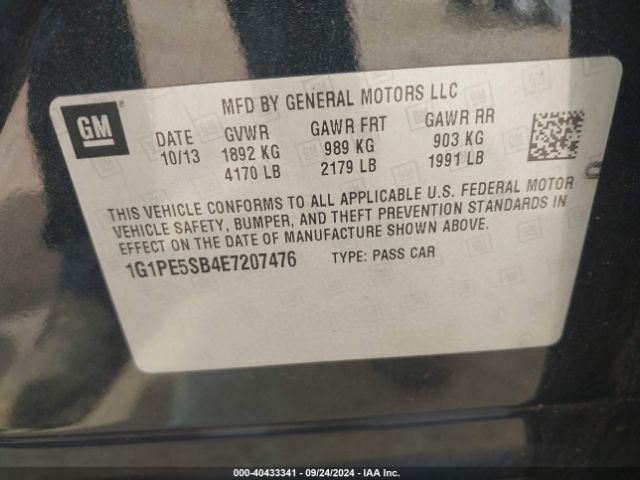 MFD BY GENERAL MOTORS LLC
GM
DATE GVWR GAWR FRT GAWR RR
10/13 1892 KG 989 KG 903 KG
4170 LB 2179 LB 1991 LB
THIS VEHICLE CONFORMS TO ALL APPLICABLE U.S. FEDERAL MOTOR
VEHICLE SAFETY, BUMPER, AND THEFT PREVENTION STANDARDS IN
EFFECT ON THE DATE OF MANUFACTURE SHOWN ABOVE.
1G1PE5SB4E7207476 TYPE: PASS CAR
000-40433341 - 09/24/2024 - IAA Inc.